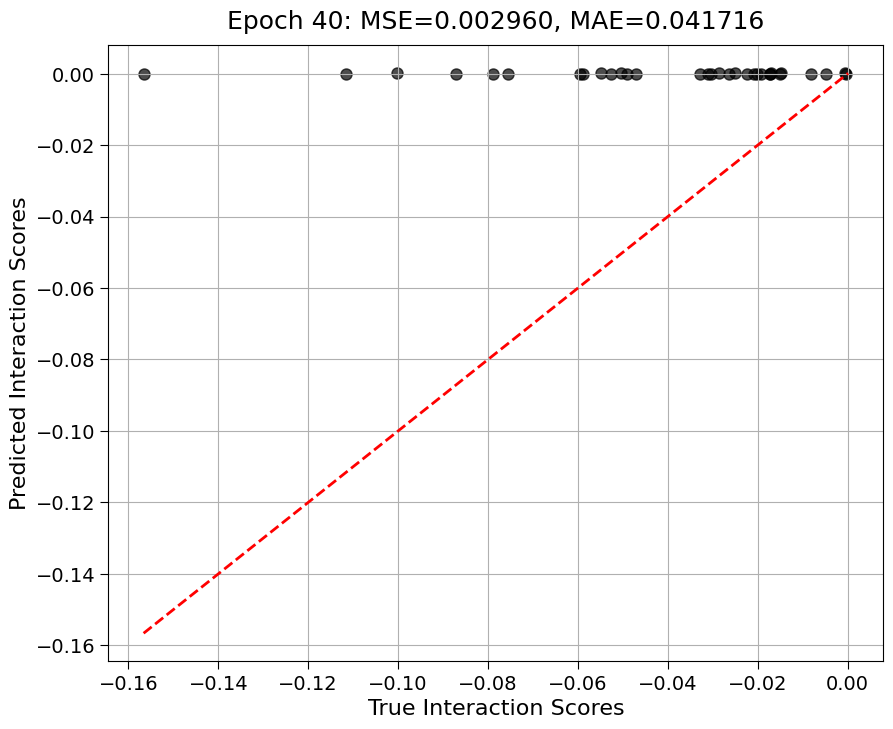 Epoch 40: MSE=0.002960, MAE=0.041716
Predicted Interaction Scores
0.00
−0.02
−0.04
−0.06
−0.08
−0.10
−0.12
−0.14
−0.16
−0.16 −0.14 −0.12 −0.10 −0.08 −0.06 −0.04 −0.02 0.00
True Interaction Scores